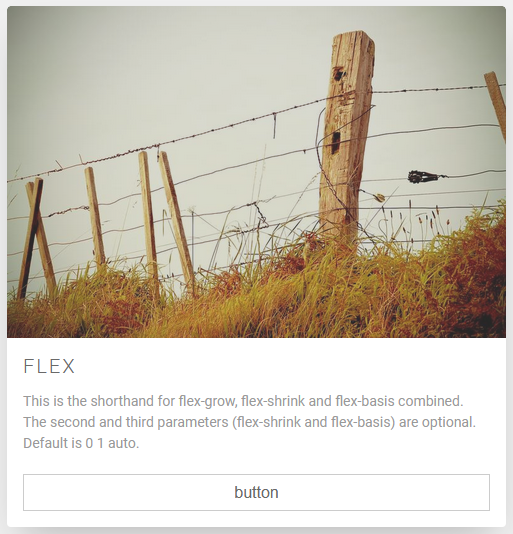 FLEX
This is the shorthand for flex-grow, flex-shrink and flex-basis combined.
The second and third parameters (flex-shrink and flex-basis) are optional.
Default is 0 1 auto.
button